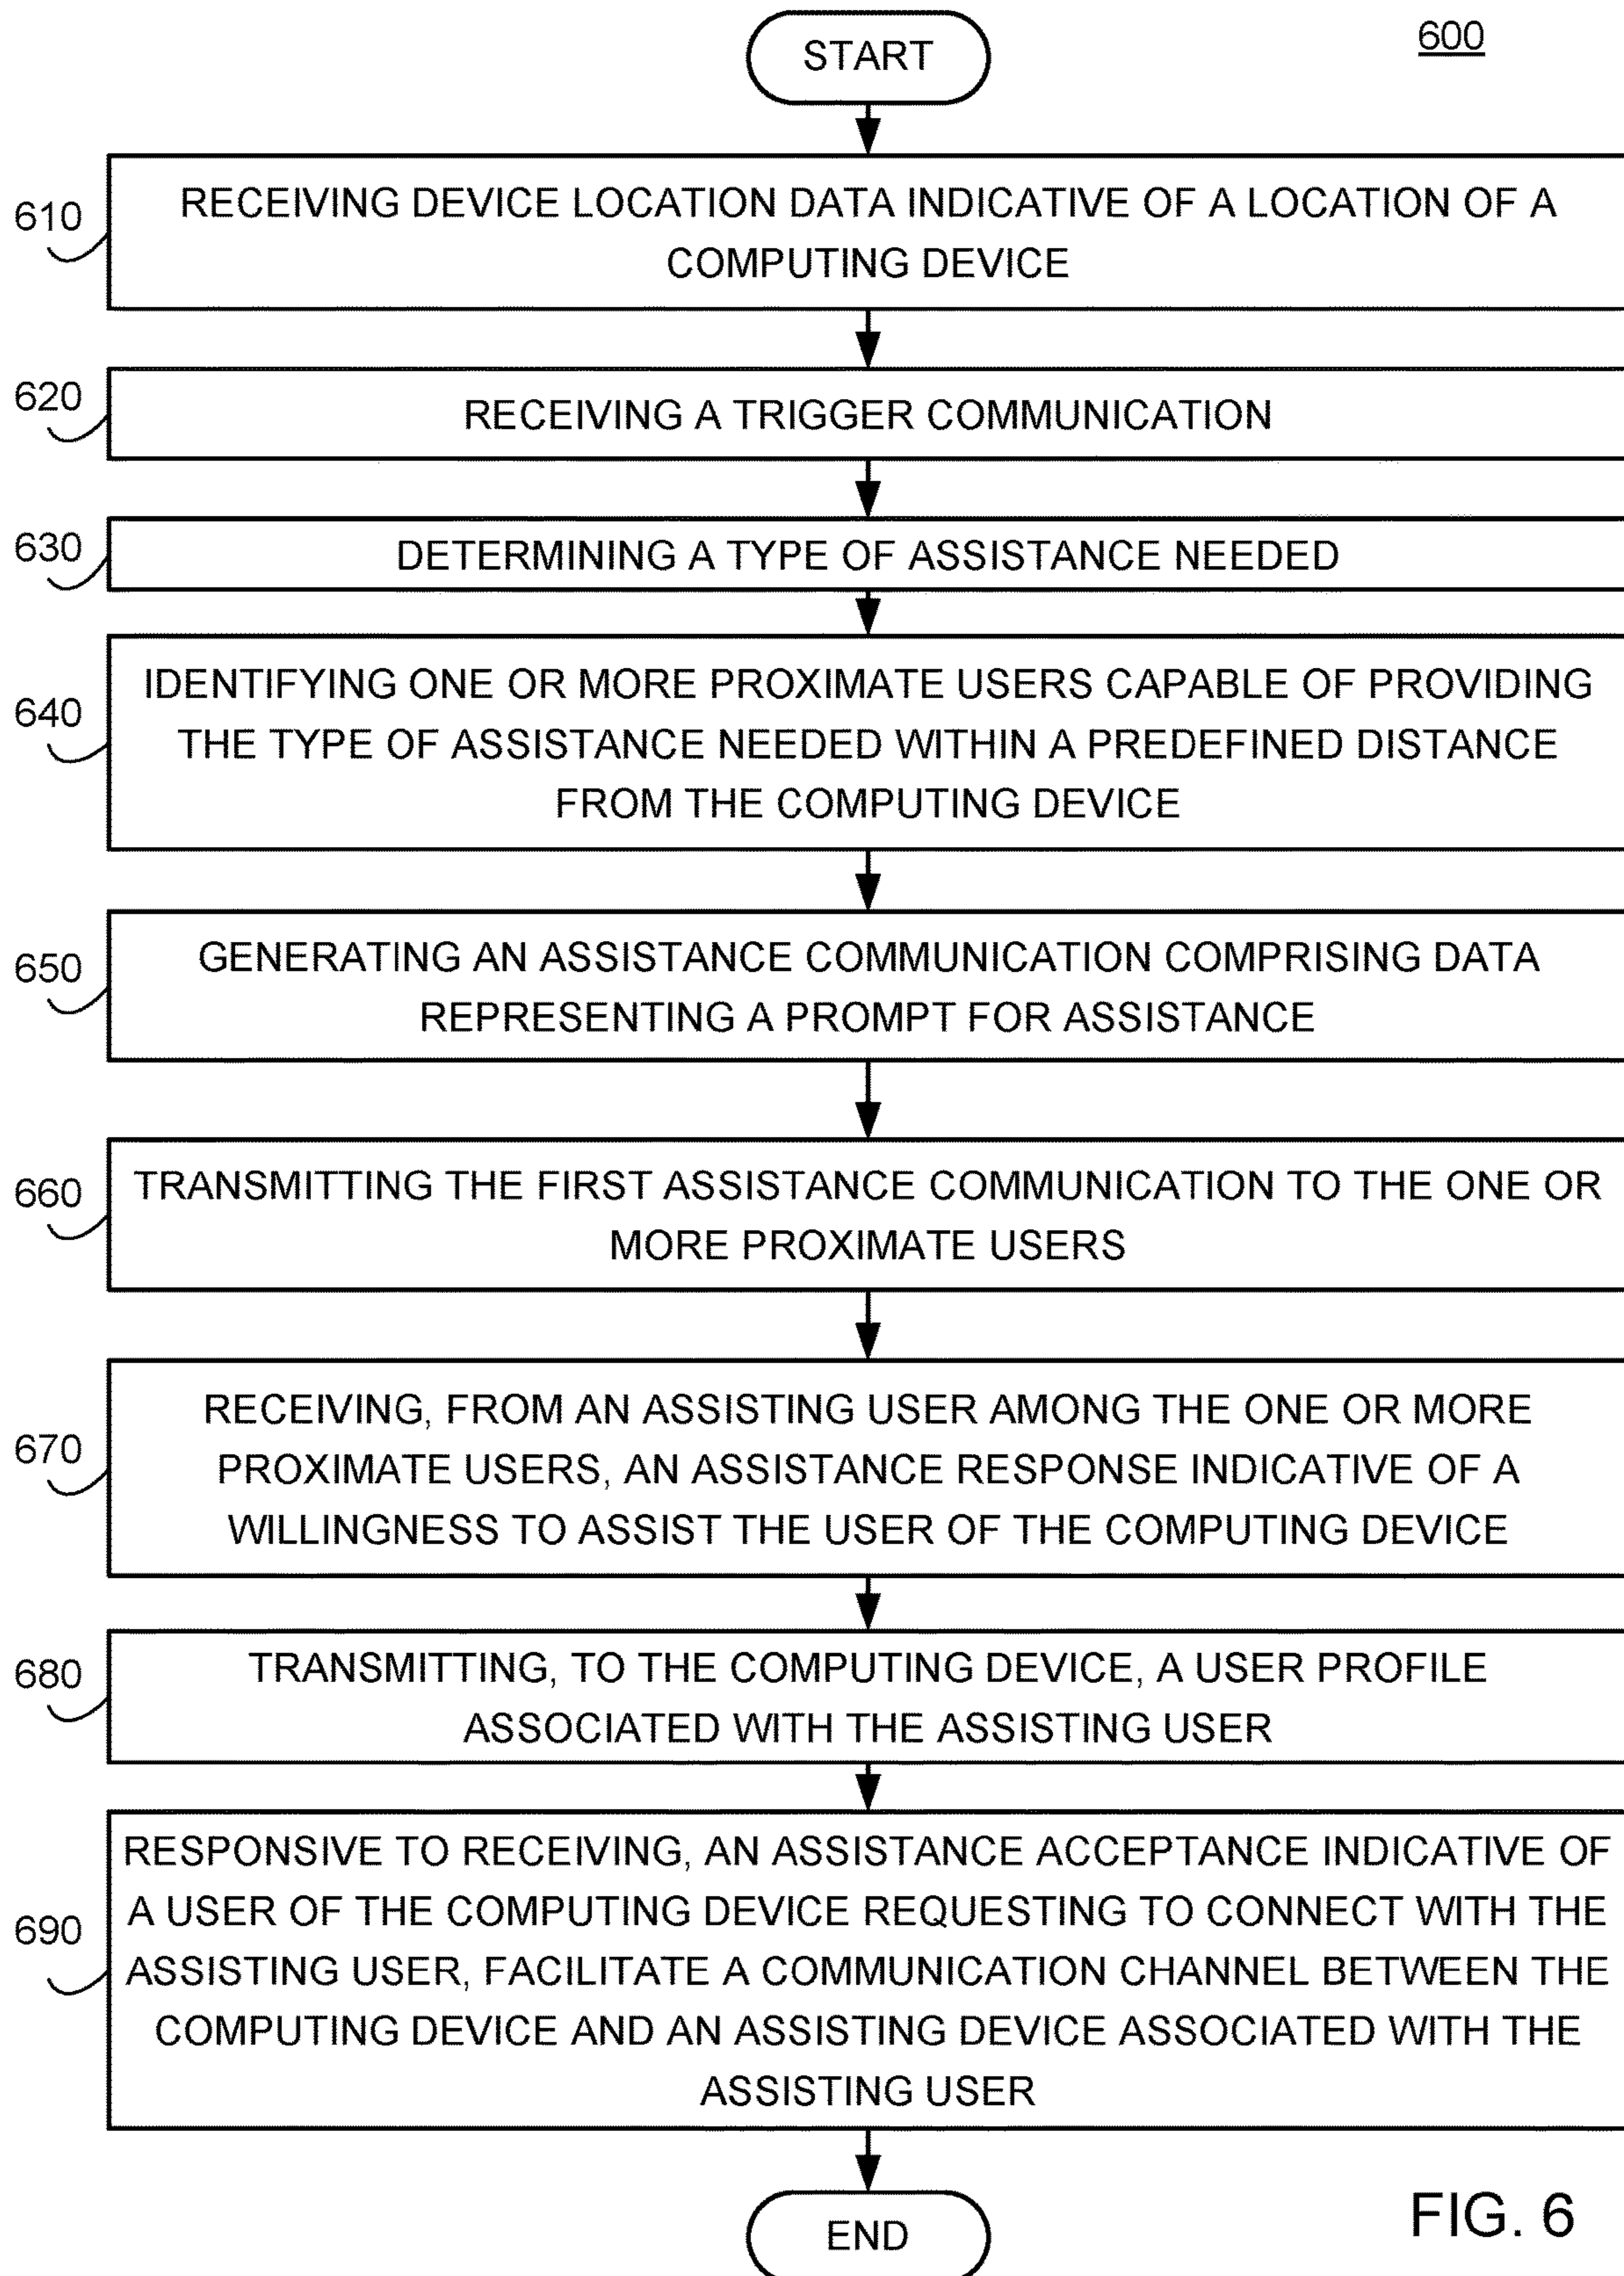 START
600
610
RECEIVING DEVICE LOCATION DATA INDICATIVE OF A LOCATION OF A
COMPUTING DEVICE
620
RECEIVING A TRIGGER COMMUNICATION
630
DETERMINING A TYPE OF ASSISTANCE NEEDED
640
IDENTIFYING ONE OR MORE PROXIMATE USERS CAPABLE OF PROVIDING
THE TYPE OF ASSISTANCE NEEDED WITHIN A PREDEFINED DISTANCE
FROM THE COMPUTING DEVICE
650
GENERATING AN ASSISTANCE COMMUNICATION COMPRISING DATA
REPRESENTING A PROMPT FOR ASSISTANCE
660
TRANSMITTING THE FIRST ASSISTANCE COMMUNICATION TO THE ONE OR
MORE PROXIMATE USERS
670
RECEIVING, FROM AN ASSISTING USER AMONG THE ONE OR MORE
PROXIMATE USERS, AN ASSISTANCE RESPONSE INDICATIVE OF A
WILLINGNESS TO ASSIST THE USER OF THE COMPUTING DEVICE
680
TRANSMITTING, TO THE COMPUTING DEVICE, A USER PROFILE
ASSOCIATED WITH THE ASSISTING USER
690
RESPONSIVE TO RECEIVING, AN ASSISTANCE ACCEPTANCE INDICATIVE OF
A USER OF THE COMPUTING DEVICE REQUESTING TO CONNECT WITH THE
ASSISTING USER, FACILITATE A COMMUNICATION CHANNEL BETWEEN THE
COMPUTING DEVICE AND AN ASSISTING DEVICE ASSOCIATED WITH THE
ASSISTING USER
END
FIG. 6